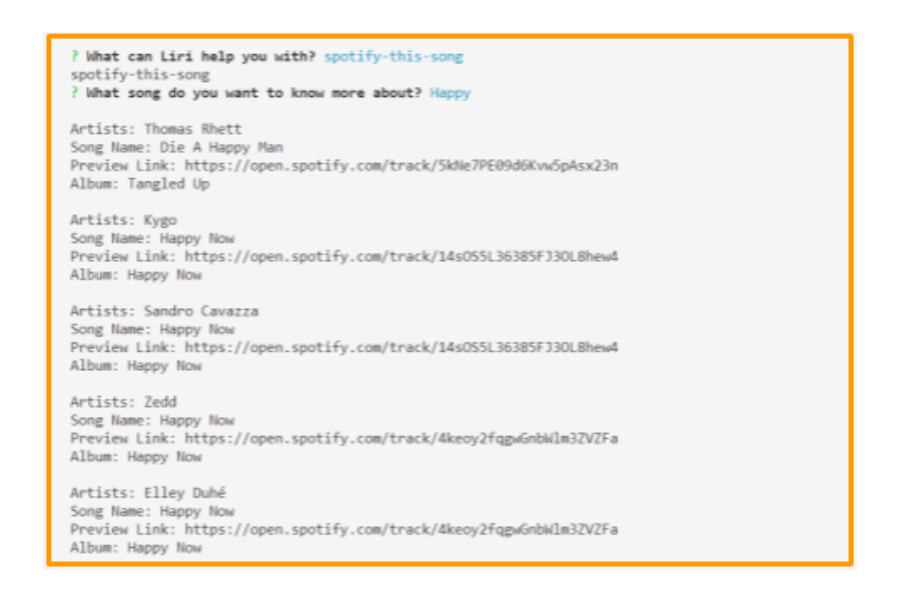 ? What can Liri help you with? spotify-this-song
spotify-this-song
? What song do you want to know more about? Happy
Artists: Thomas Rhett
Song Name: Die A Happy Man
Preview Link: https://open.spotify.com/track/5kNe7PE09d6Kvw5pAsx23n
Album: Tangled Up
Artists: Kygo
Song Name: Happy Now
Preview Link: https://open.spotify.com/track/14sOS5L36385FJ3OL8hew4
Album: Happy Now
Artists: Sandro Cavazza
Song Name: Happy Now
Preview Link: https://open.spotify.com/track/14sOS5L36385FJ3OL8hew4
Album: Happy Now
Artists: Zedd
Song Name: Happy Now
Preview Link: https://open.spotify.com/track/4keoy2fqgwGnbWlm3ZVZFa
Album: Happy Now
Artists: Elley Duhé
Song Name: Happy Now
Preview Link: https://open.spotify.com/track/4keoy2fqgwGnbWlm3ZVZFa
Album: Happy Now